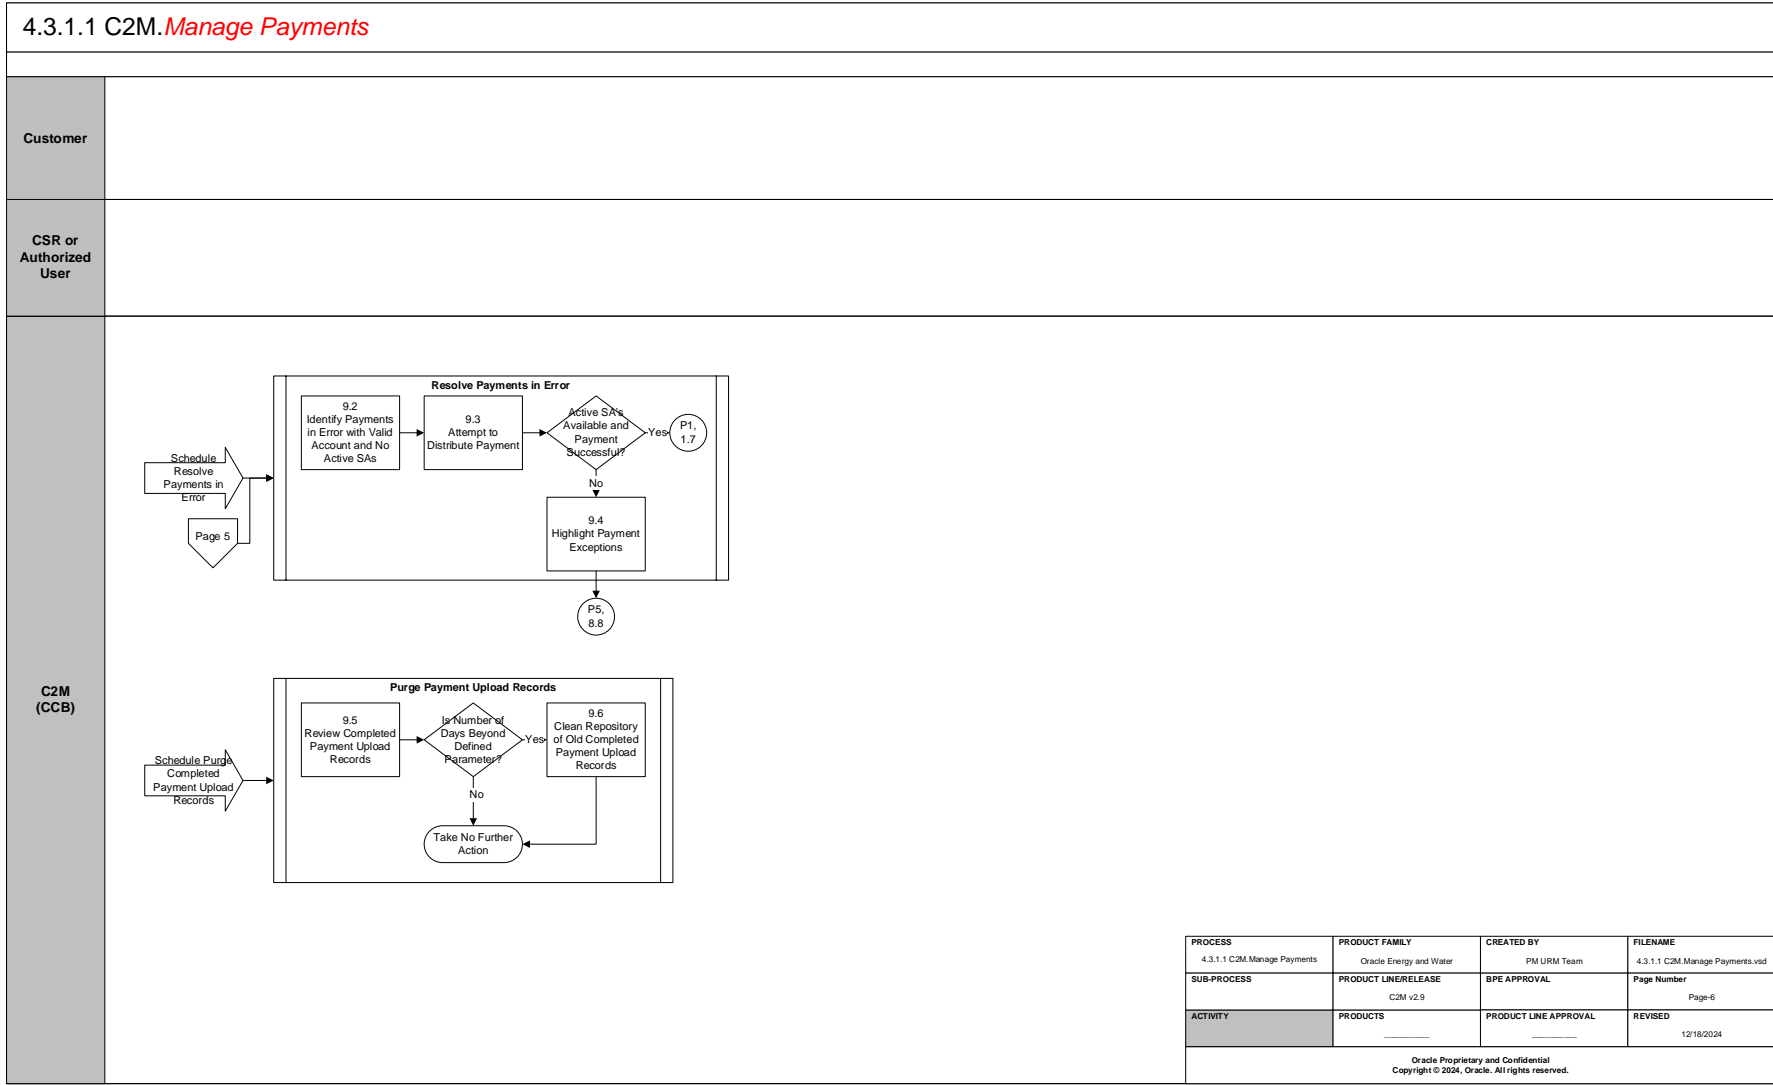 4.3.1.1 C2M.Manage Payments
Customer
CSR or
Authorized
User
C2M
(CCB)
Schedule
Resolve
Payments in
Error
Page 5
Resolve Payments in Error
9.2
Identify Payments
in Error with Valid
Account and No
Active SAs
9.3
Attempt to
Distribute Payment
Active SA's
Available and
Payment
Successful?
Yes
P1,
1.7
No
9.4
Highlight Payment
Exceptions
P5,
8.8
Schedule Purge
Completed
Payment Upload
Records
Purge Payment Upload Records
9.5
Review Completed
Payment Upload
Records
Is Number of
Days Beyond
Defined
Parameter?
Yes
9.6
Clean Repository
of Old Completed
Payment Upload
Records
No
Take No Further
Action
PROCESS
4.3.1.1 C2M.Manage Payments
PRODUCT FAMILY
Oracle Energy and Water
CREATED BY
PM URM Team
FILENAME
4.3.1.1 C2M.Manage Payments.vsd
SUB-PROCESS
PRODUCT LINE/RELEASE
C2M v2.9
BPE APPROVAL
Page Number
Page-6
ACTIVITY
PRODUCTS
PRODUCT LINE APPROVAL
REVISED
12/18/2024
Oracle Proprietary and Confidential
Copyright © 2024, Oracle. All rights reserved.